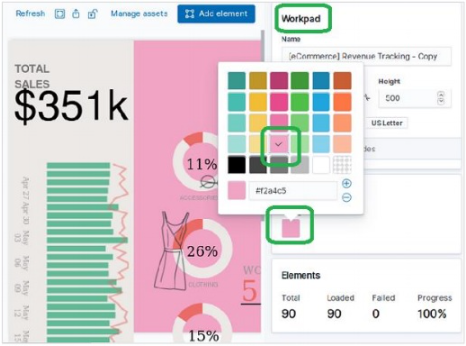 Refresh Manage assets Add element
Workpad
Name
[eCommerce] Revenue Tracking - Copy
Height
500
US Letter
TOTAL
SALES
$351k
11%
ACCESSORIES
#f2a4c5
26%
CLOTHING
WO
5
15%
Apr 27
Apr 30
May 03
May 06
May 09
May 12
May 15
Elements
Total Loaded Failed Progress
90 90 0 100%